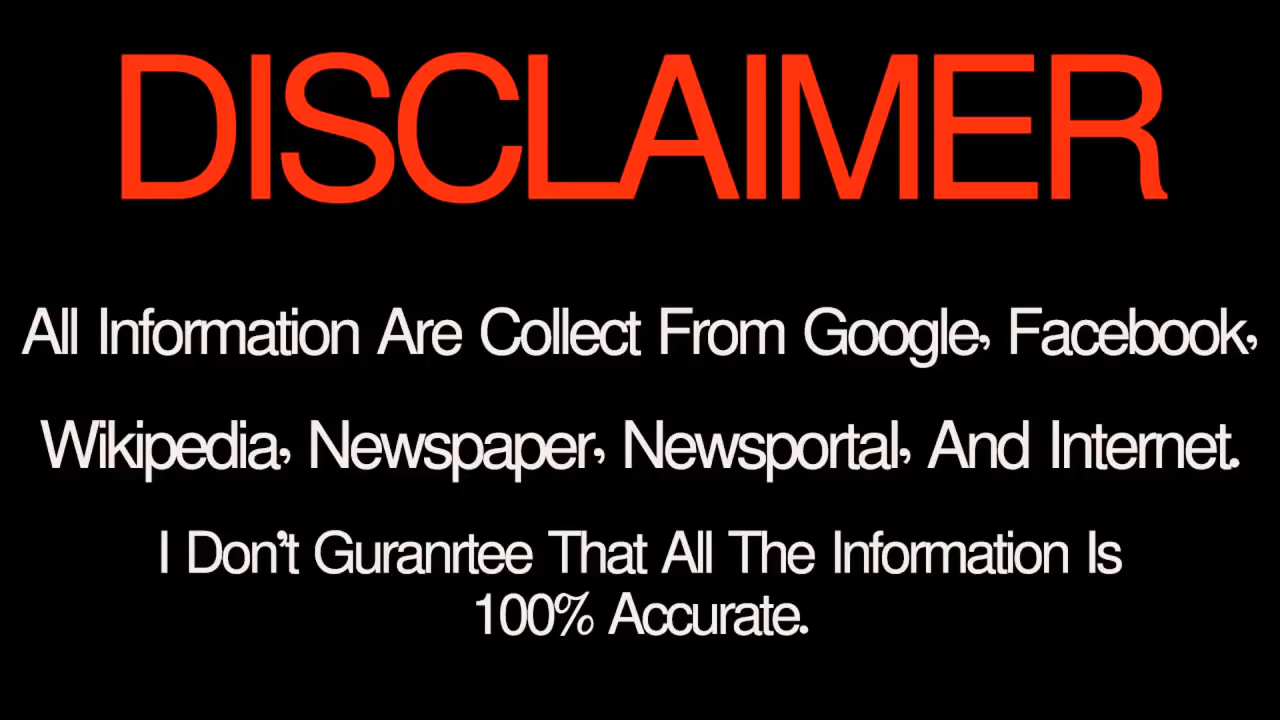 DISCLAIMER
All Information Are Collect From Google, Facebook,
Wikipedia, Newspaper, Newsportal, And Internet.
I Don't Guranrtee That All The Information Is
100% Accurate.